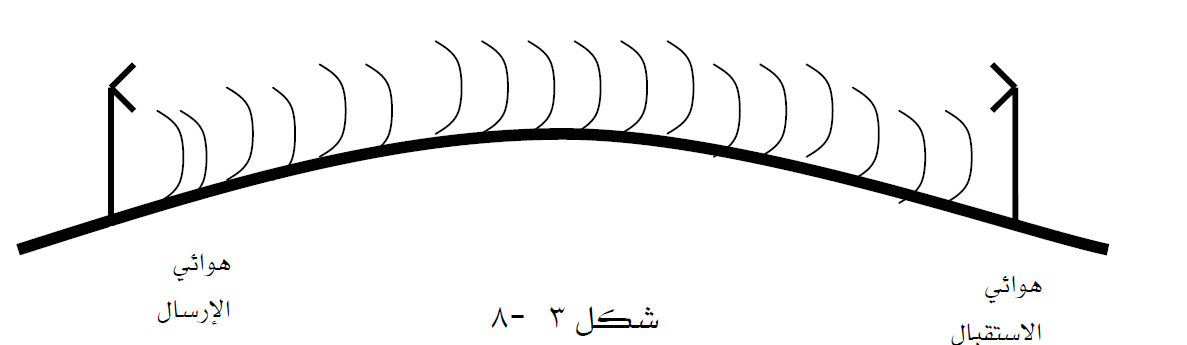 هوائي
الإرسال
هوائي
الاستقبال
شكل ٣ -٨